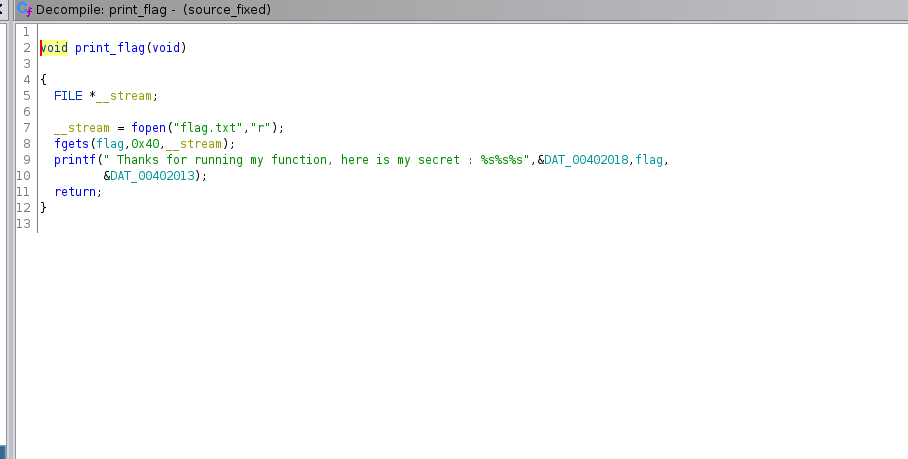 Decompile: print_flag - (source_fixed)
1
2 void print_flag(void)
3
4 {
5 FILE *__stream;
6
7 __stream = fopen("flag.txt","r");
8 fgets(flag,0x40,__stream);
9 printf(" Thanks for running my function, here is my secret : %s%s%s",&DAT_00402018,flag,
10 &DAT_00402013);
11 return;
12 }
13